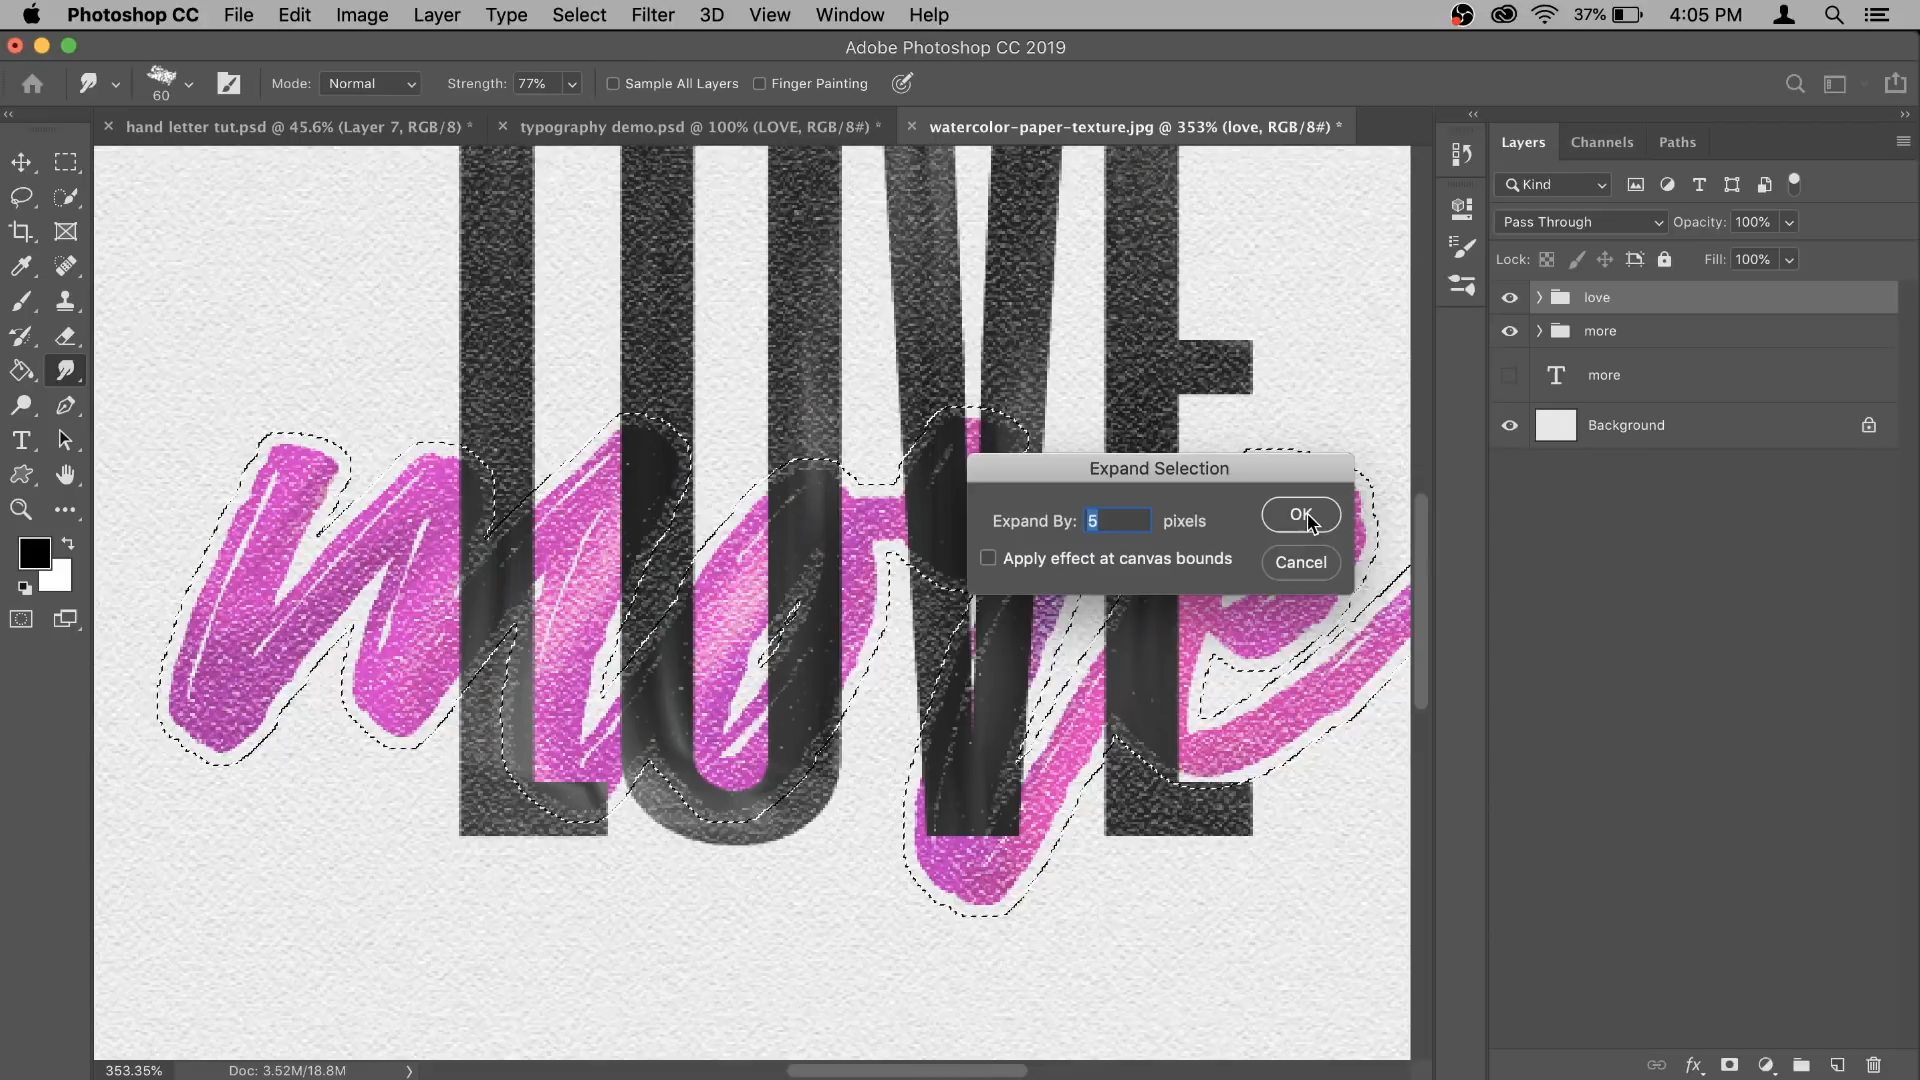 Photoshop CC File Edit Image Layer Type Select Filter 3D View Window Help 37% 4:05 PM
Adobe Photoshop CC 2019
60 Mode: Normal Strength: 77% Sample All Layers Finger Painting
hand letter tut.psd @ 45.6% (Layer 7, RGB/8) * typography demo.psd @ 100% (LOVE, RGB/8#) * watercolor-paper-texture.jpg @ 353% (love, RGB/8#) *
Layers Channels Paths
Kind
Pass Through Opacity: 100%
Lock: Fill: 100%
love
more
more
Background
LOVE
more
Expand Selection
Expand By: 5 pixels OK
Apply effect at canvas bounds Cancel
353.35% Doc: 3.52M/18.8M